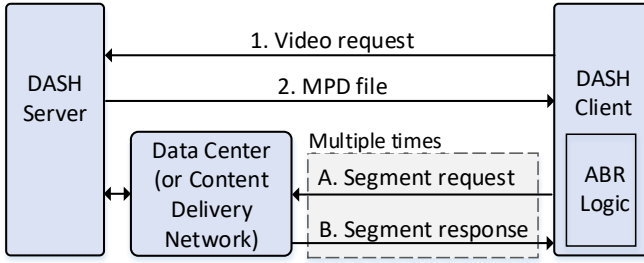 1. Video request
DASH
Server
2. MPD file
DASH
Client
Multiple times
Data Center
(or Content
Delivery
Network)
A. Segment request
B. Segment response
ABR
Logic